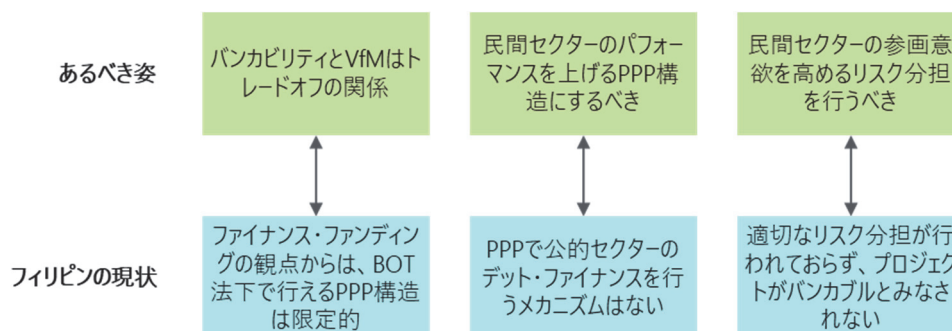 あるべき姿
バンカビリティとVfMはト
レードオフの関係
民間セクターのパフォー
マンスを上げるPPP構
造にするべき
民間セクターの参画意
欲を高めるリスク分担
を行うべき
フィリピンの現状
ファイナンス・ファンディン
グの観点からは、BOT
法下で行えるPPP構造
は限定的
PPPで公的セクターの
デット・ファイナンスを行
うメカニズムはない
適切なリスク分担が行
われておらず、プロジェク
トがバンカブルとみなさ
れない